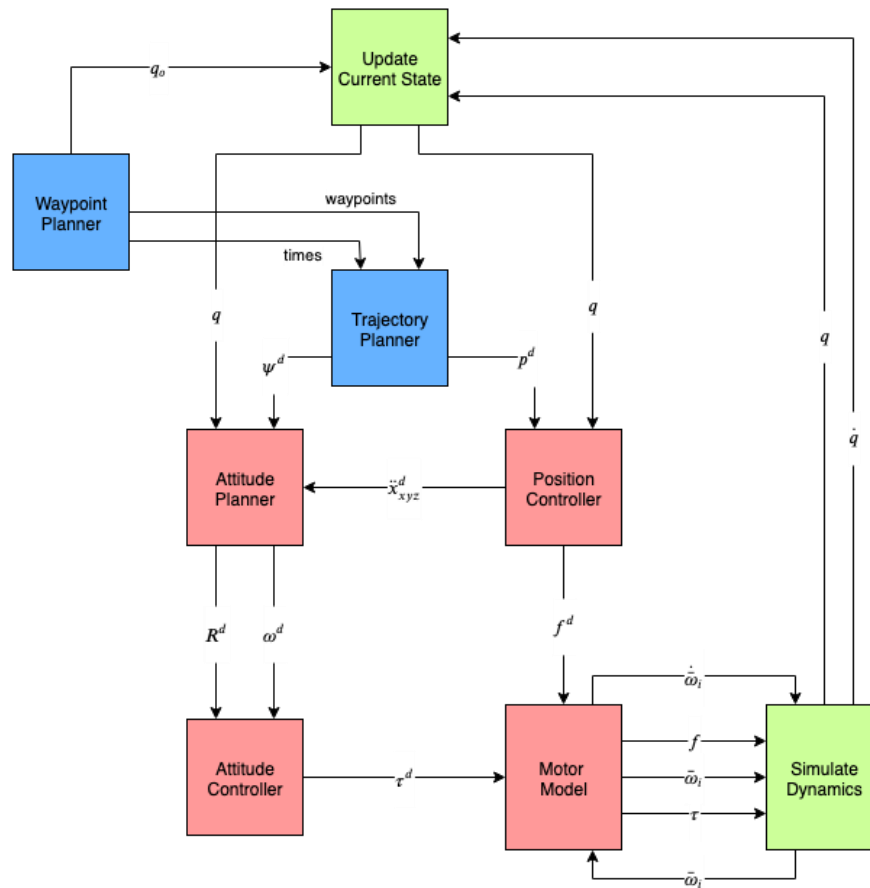 Update
Current State
qₒ
Waypoint
Planner
waypoints
times
q
Trajectory
Planner
q
q
q̇
ψᵈ
pᵈ
Attitude
Planner
ẍᵈ_xyz
Position
Controller
Rᵈ
ωᵈ
fᵈ
Attitude
Controller
τᵈ
Motor
Model
ω̄̇ᵢ
f
ω̄ᵢ
τ
ω̄ᵢ
Simulate
Dynamics